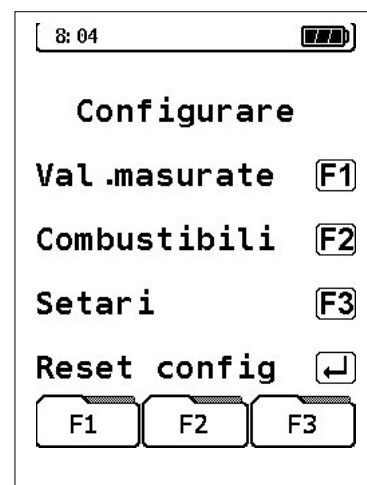 8:04
Configurare
Val.masurate F1
Combustibili F2
Setari F3
Reset config ↵
F1 F2 F3